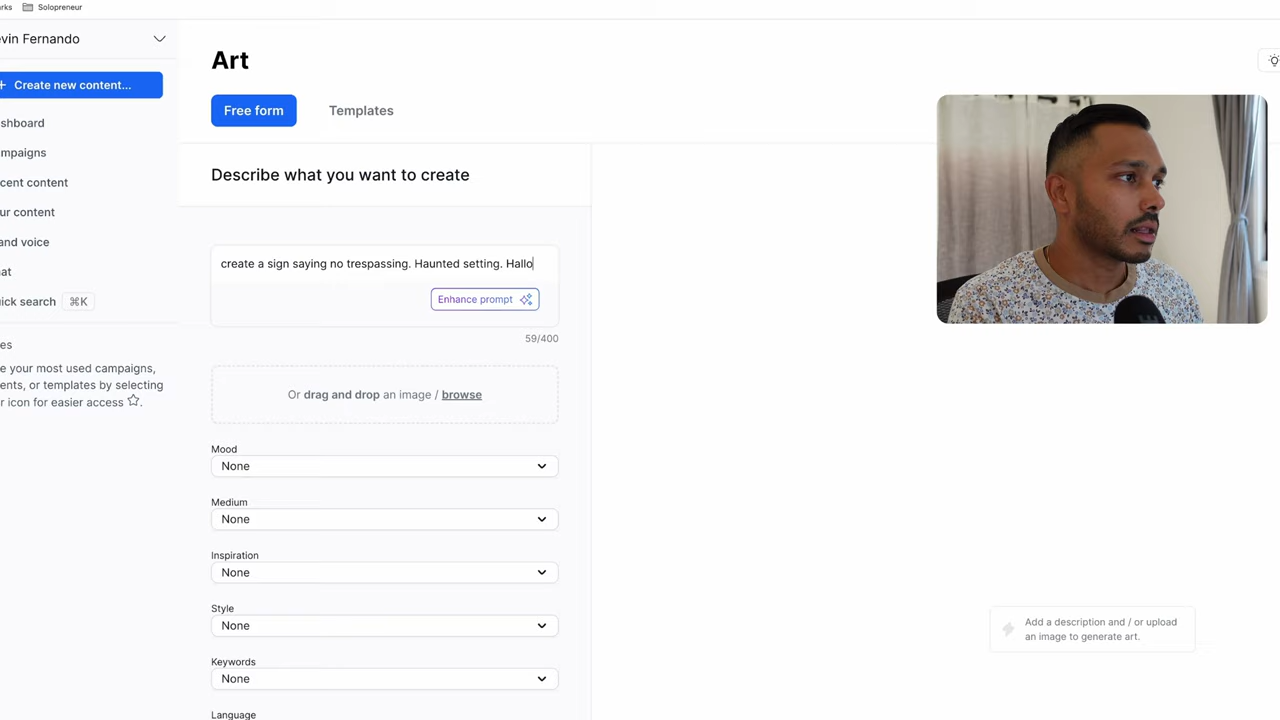 rks Solopreneur
vin Fernando
+ Create new content...
shboard
mpaigns
cent content
ur content
and voice
at
ick search ⌘K
es
e your most used campaigns,
ents, or templates by selecting
r icon for easier access ☆.
Art
Free form Templates
Describe what you want to create
create a sign saying no trespassing. Haunted setting. Hallo
Enhance prompt
59/400
Or drag and drop an image / browse
Mood
None
Medium
None
Inspiration
None
Style
None
Keywords
None
Language
Add a description and / or upload
an image to generate art.